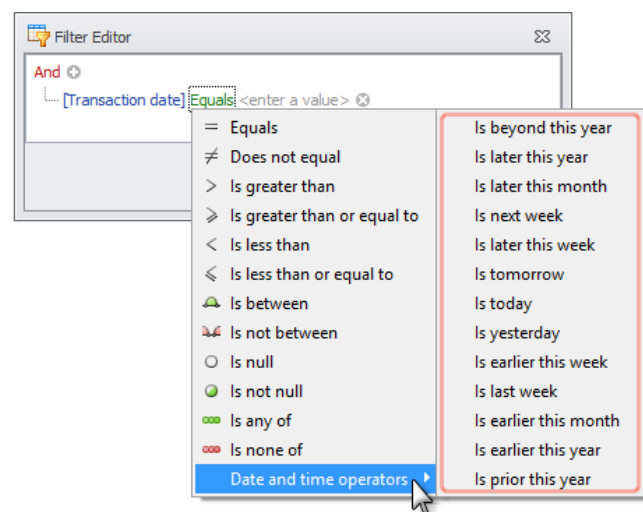 Filter Editor
And
[Transaction date] Equals <enter a value>
= Equals
≠ Does not equal
> Is greater than
⩾ Is greater than or equal to
< Is less than
⩽ Is less than or equal to
Is between
Is not between
Is null
Is not null
Is any of
Is none of
Date and time operators
Is beyond this year
Is later this year
Is later this month
Is next week
Is later this week
Is tomorrow
Is today
Is yesterday
Is earlier this week
Is last week
Is earlier this month
Is earlier this year
Is prior this year